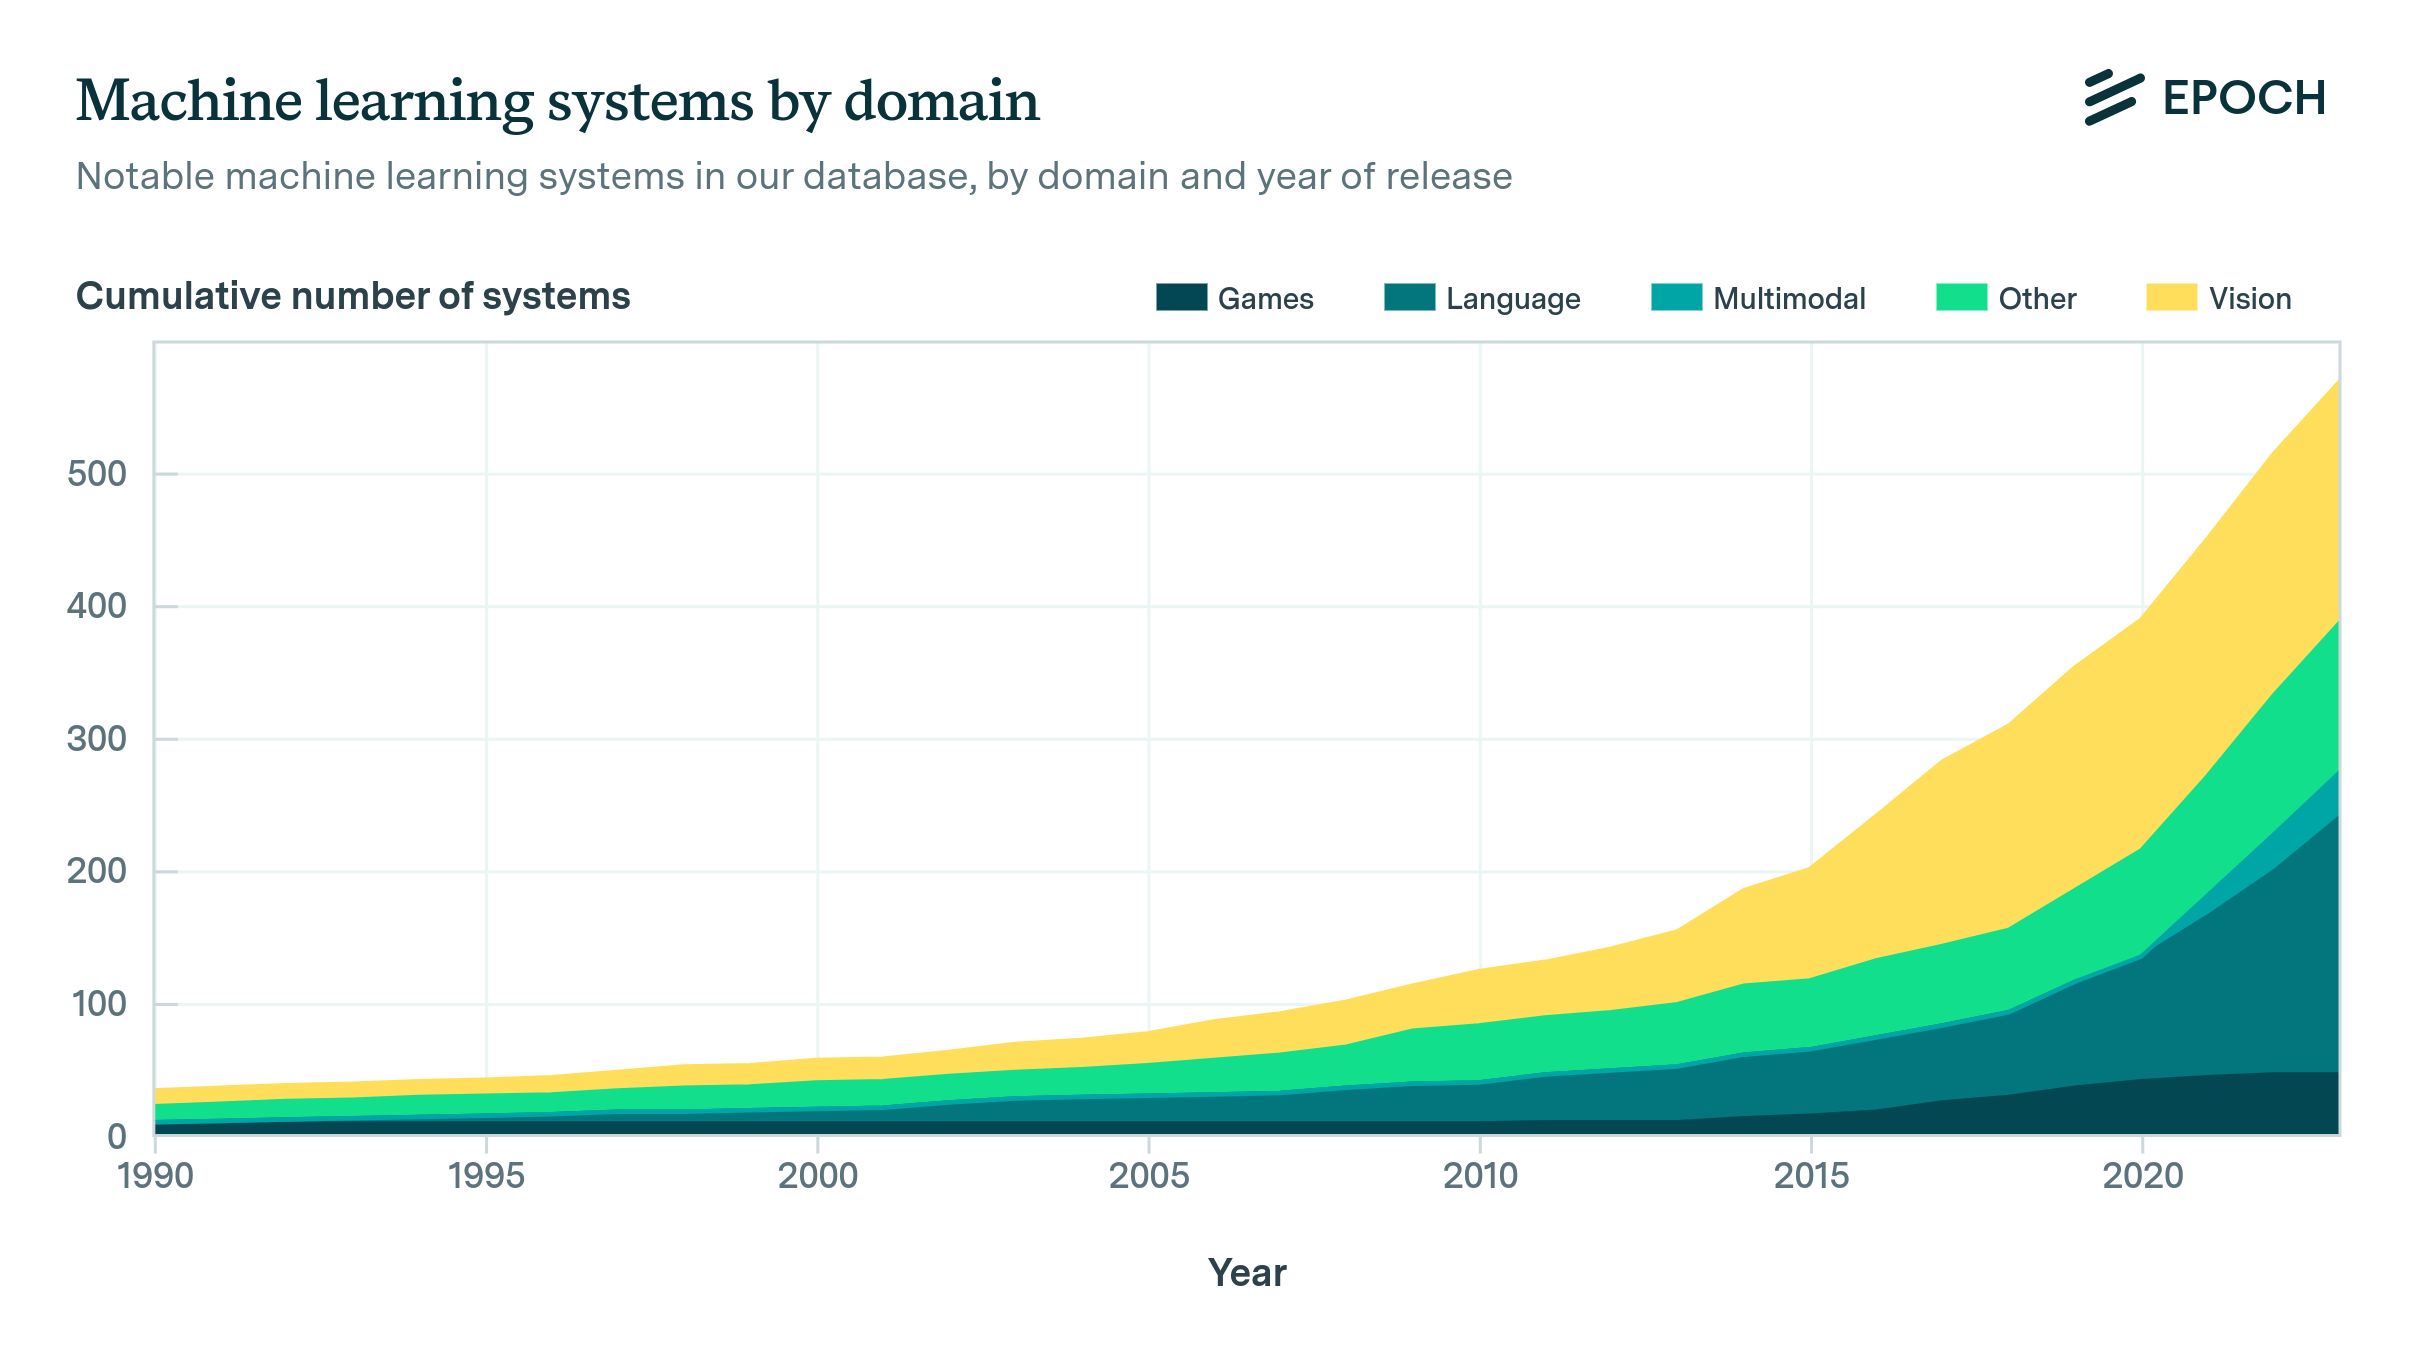 Machine learning systems by domain
EPOCH
Notable machine learning systems in our database, by domain and year of release
Cumulative number of systems
Games
Language
Multimodal
Other
Vision
500
400
300
200
100
0
1990
1995
2000
2005
2010
2015
2020
Year